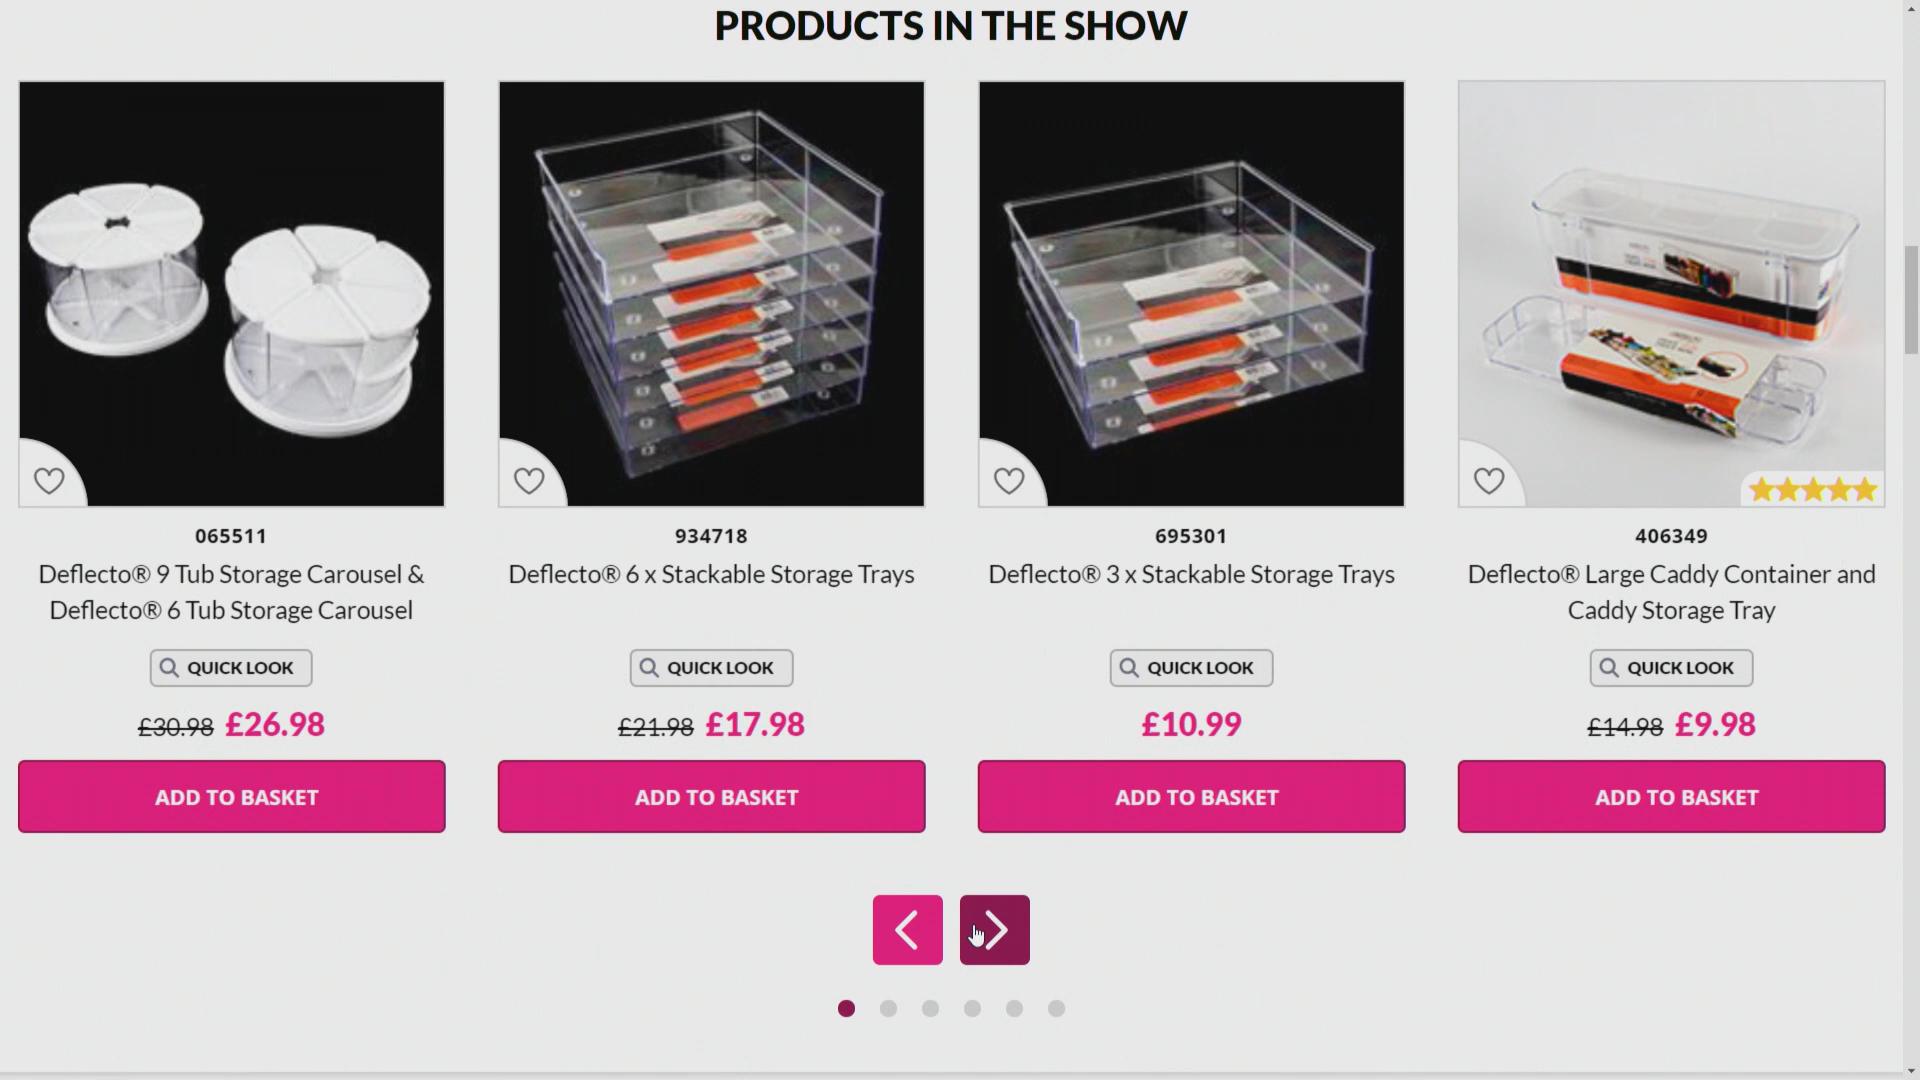 PRODUCTS IN THE SHOW
065511
Deflecto® 9 Tub Storage Carousel &
Deflecto® 6 Tub Storage Carousel
QUICK LOOK
£30.98 £26.98
ADD TO BASKET
934718
Deflecto® 6 x Stackable Storage Trays
QUICK LOOK
£21.98 £17.98
ADD TO BASKET
695301
Deflecto® 3 x Stackable Storage Trays
QUICK LOOK
£10.99
ADD TO BASKET
406349
Deflecto® Large Caddy Container and
Caddy Storage Tray
QUICK LOOK
£14.98 £9.98
ADD TO BASKET